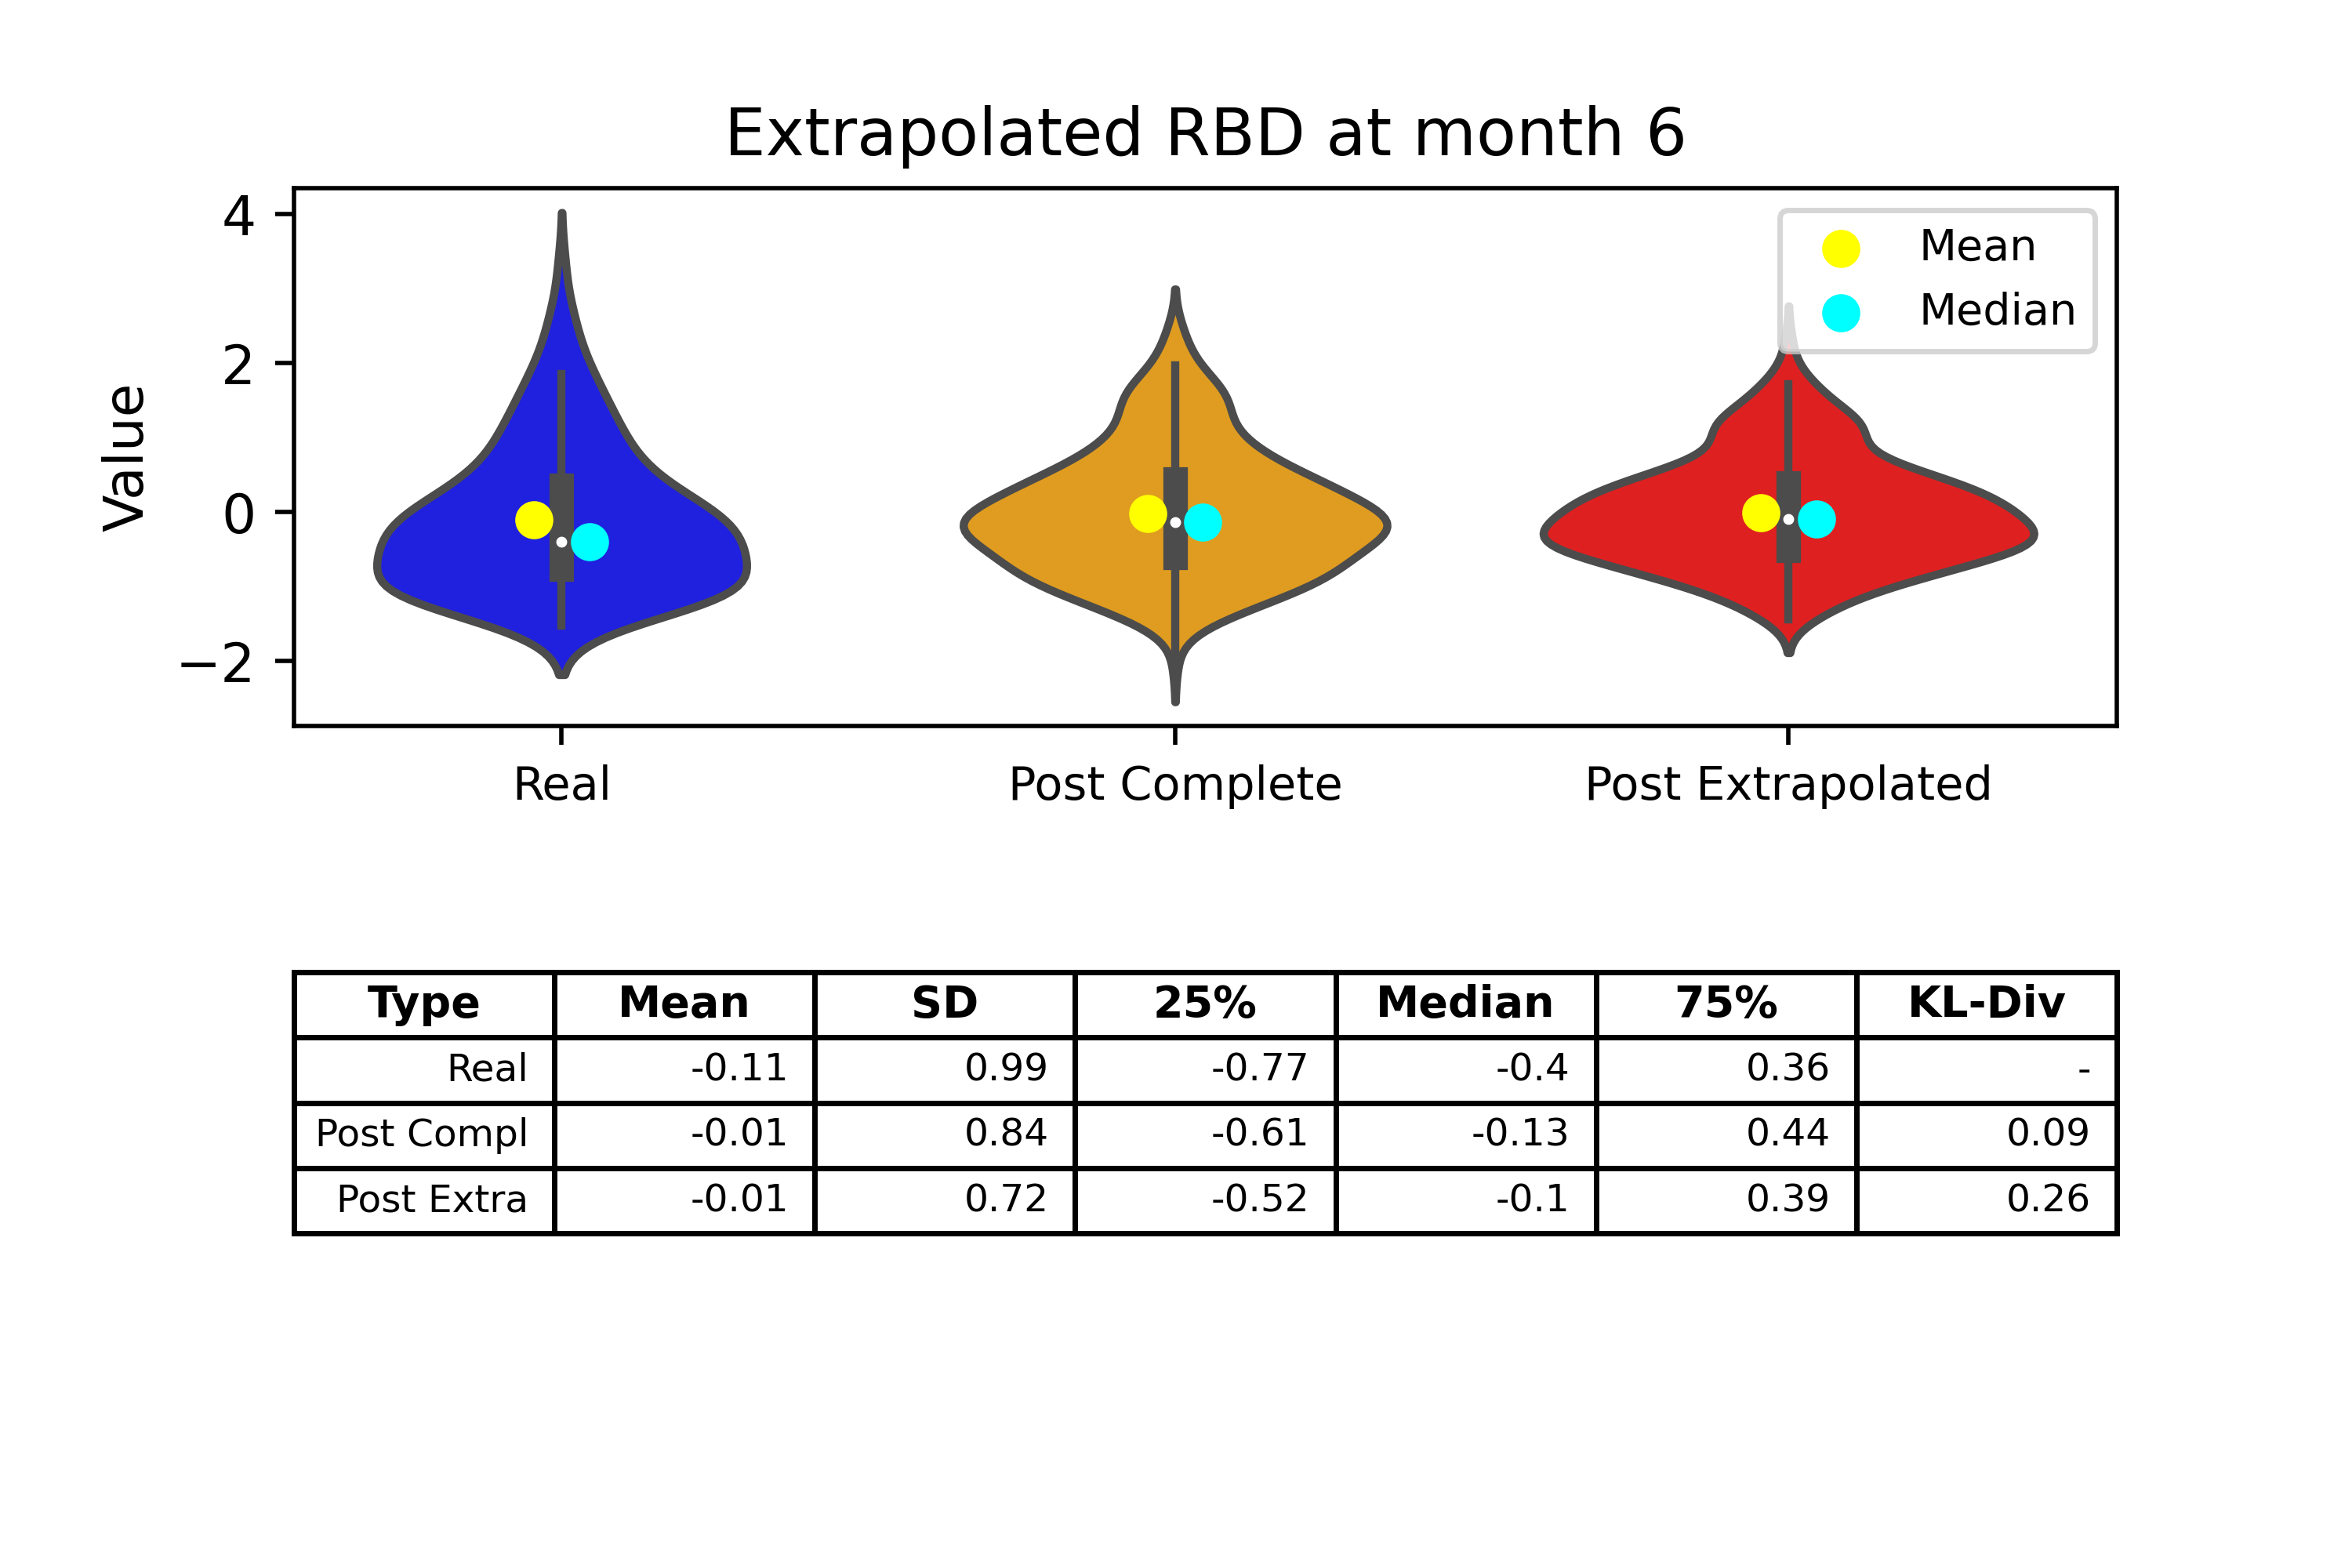 Extrapolated RBD at month 6
4
2
0
−2
Value
Mean
Median
Real Post Complete Post Extrapolated
Type Mean SD 25% Median 75% KL-Div
Real -0.11 0.99 -0.77 -0.4 0.36 -
Post Compl -0.01 0.84 -0.61 -0.13 0.44 0.09
Post Extra -0.01 0.72 -0.52 -0.1 0.39 0.26